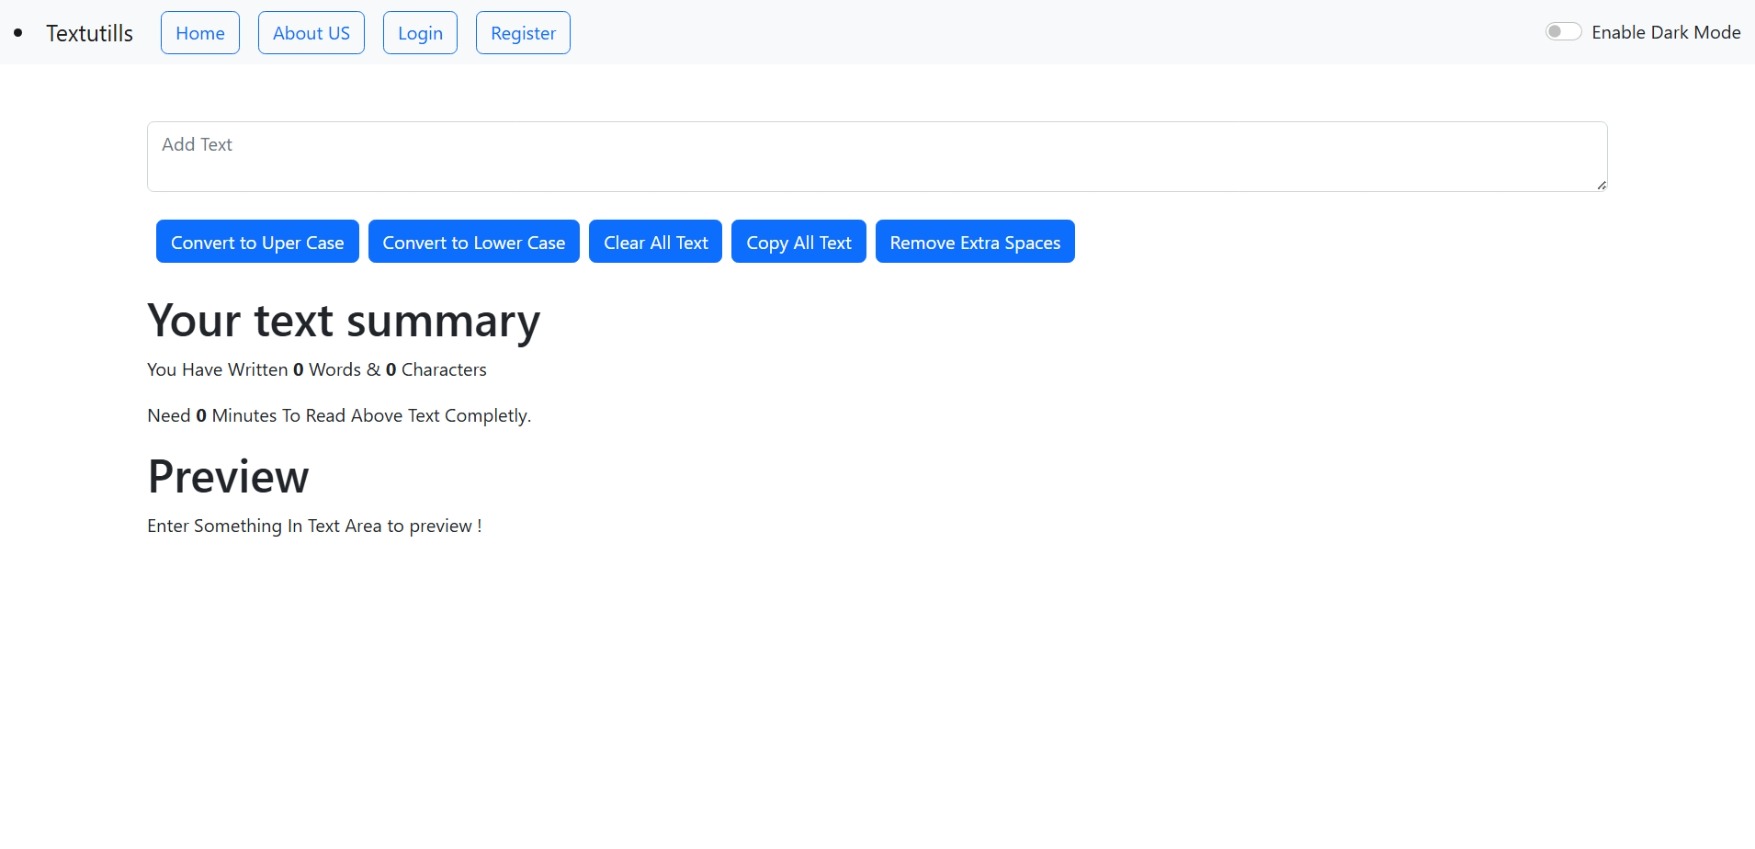 Textutills Home About US Login Register Enable Dark Mode
Add Text
Convert to Uper Case Convert to Lower Case Clear All Text Copy All Text Remove Extra Spaces
Your text summary
You Have Written 0 Words & 0 Characters
Need 0 Minutes To Read Above Text Completly.
Preview
Enter Something In Text Area to preview !